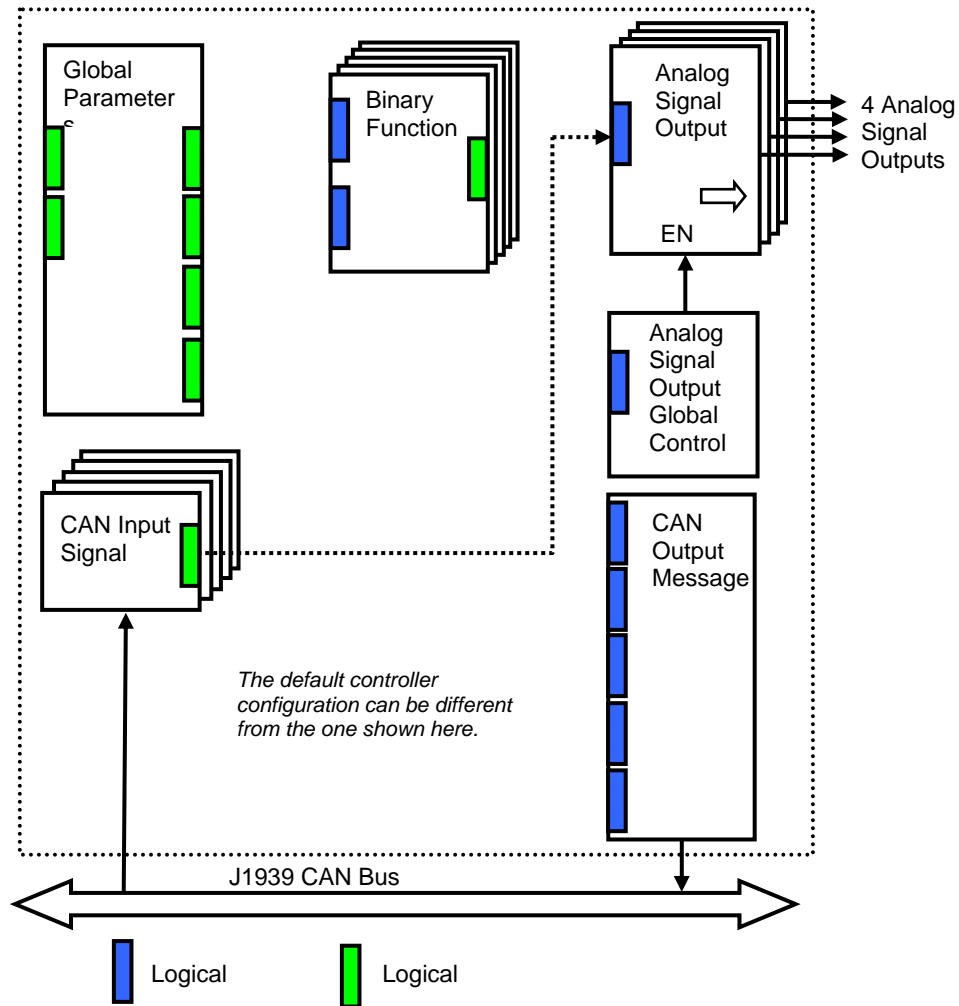 Global
Parameter
s
Binary
Function
Analog
Signal
Output
EN
4 Analog
Signal
Outputs
Analog
Signal
Output
Global
Control
CAN Input
Signal
CAN
Output
Message
The default controller
configuration can be different
from the one shown here.
J1939 CAN Bus
Logical
Logical